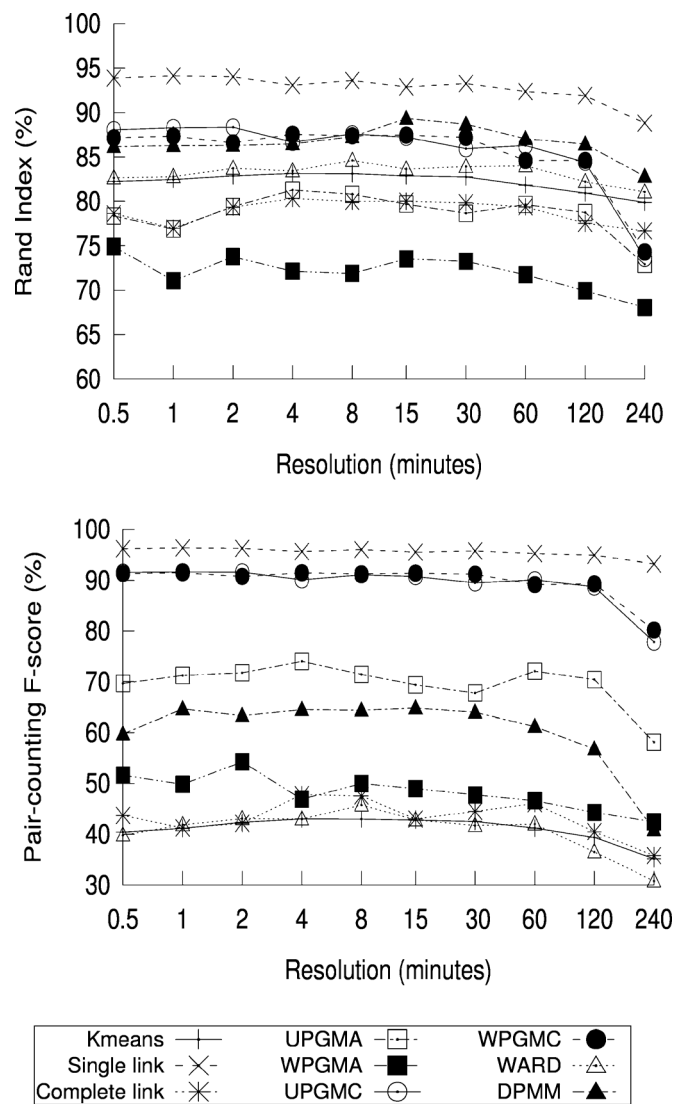 100
95
90
85
80
75
70
65
60
Rand Index (%)
0.5 1 2 4 8 15 30 60 120 240
Resolution (minutes)
100
90
80
70
60
50
40
30
Pair-counting F-score (%)
0.5 1 2 4 8 15 30 60 120 240
Resolution (minutes)
Kmeans UPGMA WPGMC
Single link WPGMA WARD
Complete link UPGMC DPMM